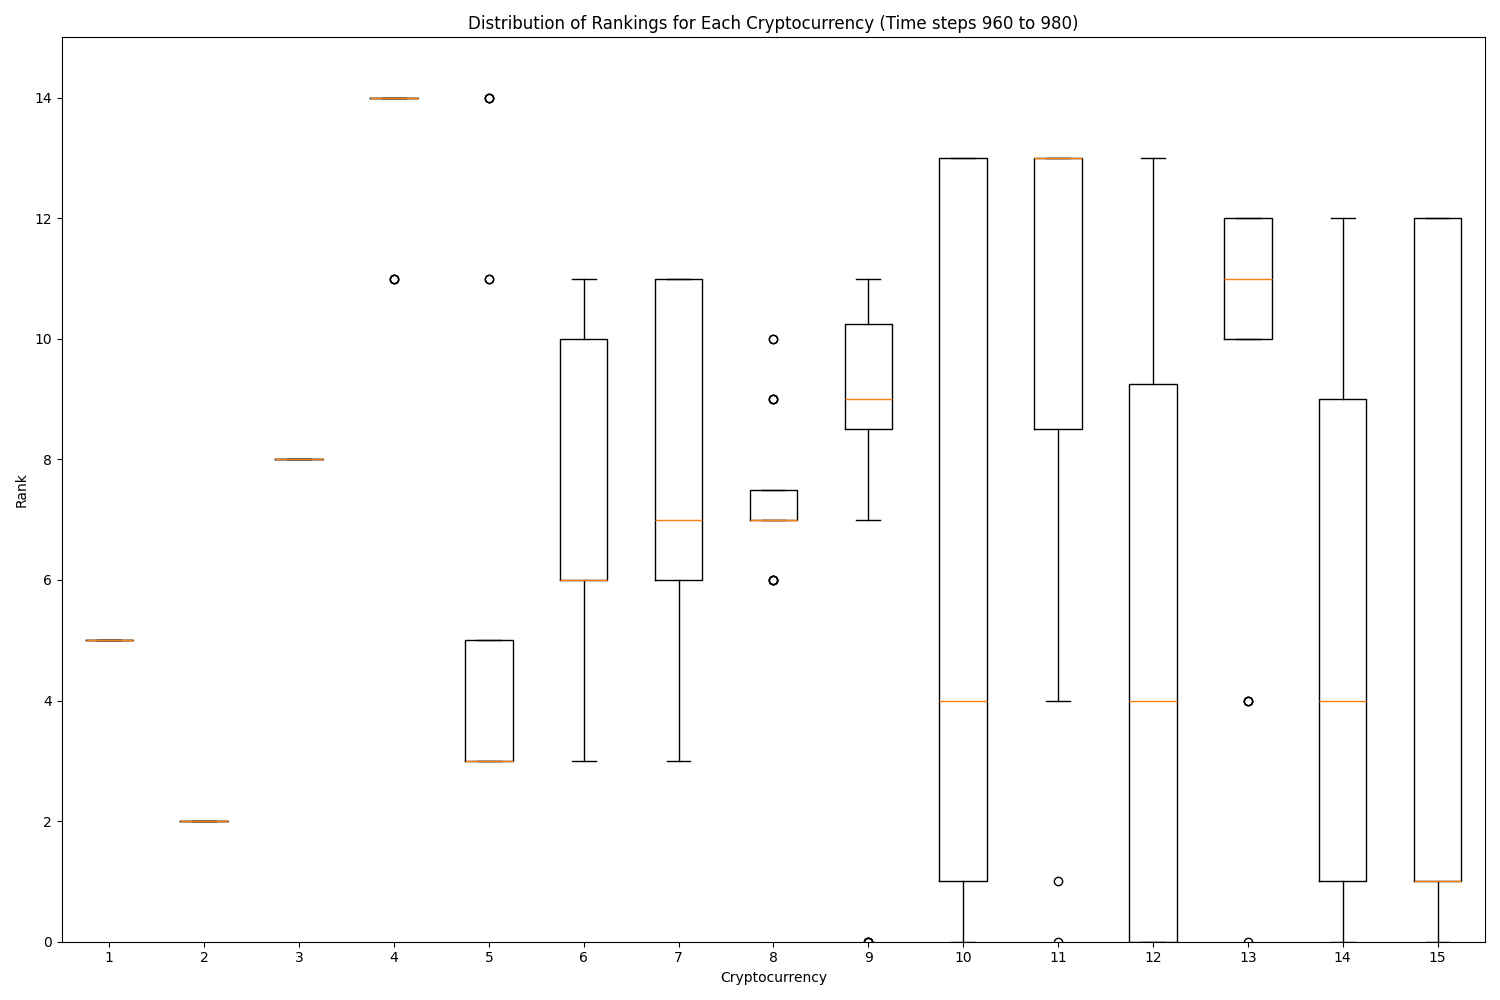 Distribution of Rankings for Each Cryptocurrency (Time steps 960 to 980)
Rank
14
12
10
8
6
4
2
0
1 2 3 4 5 6 7 8 9 10 11 12 13 14 15
Cryptocurrency